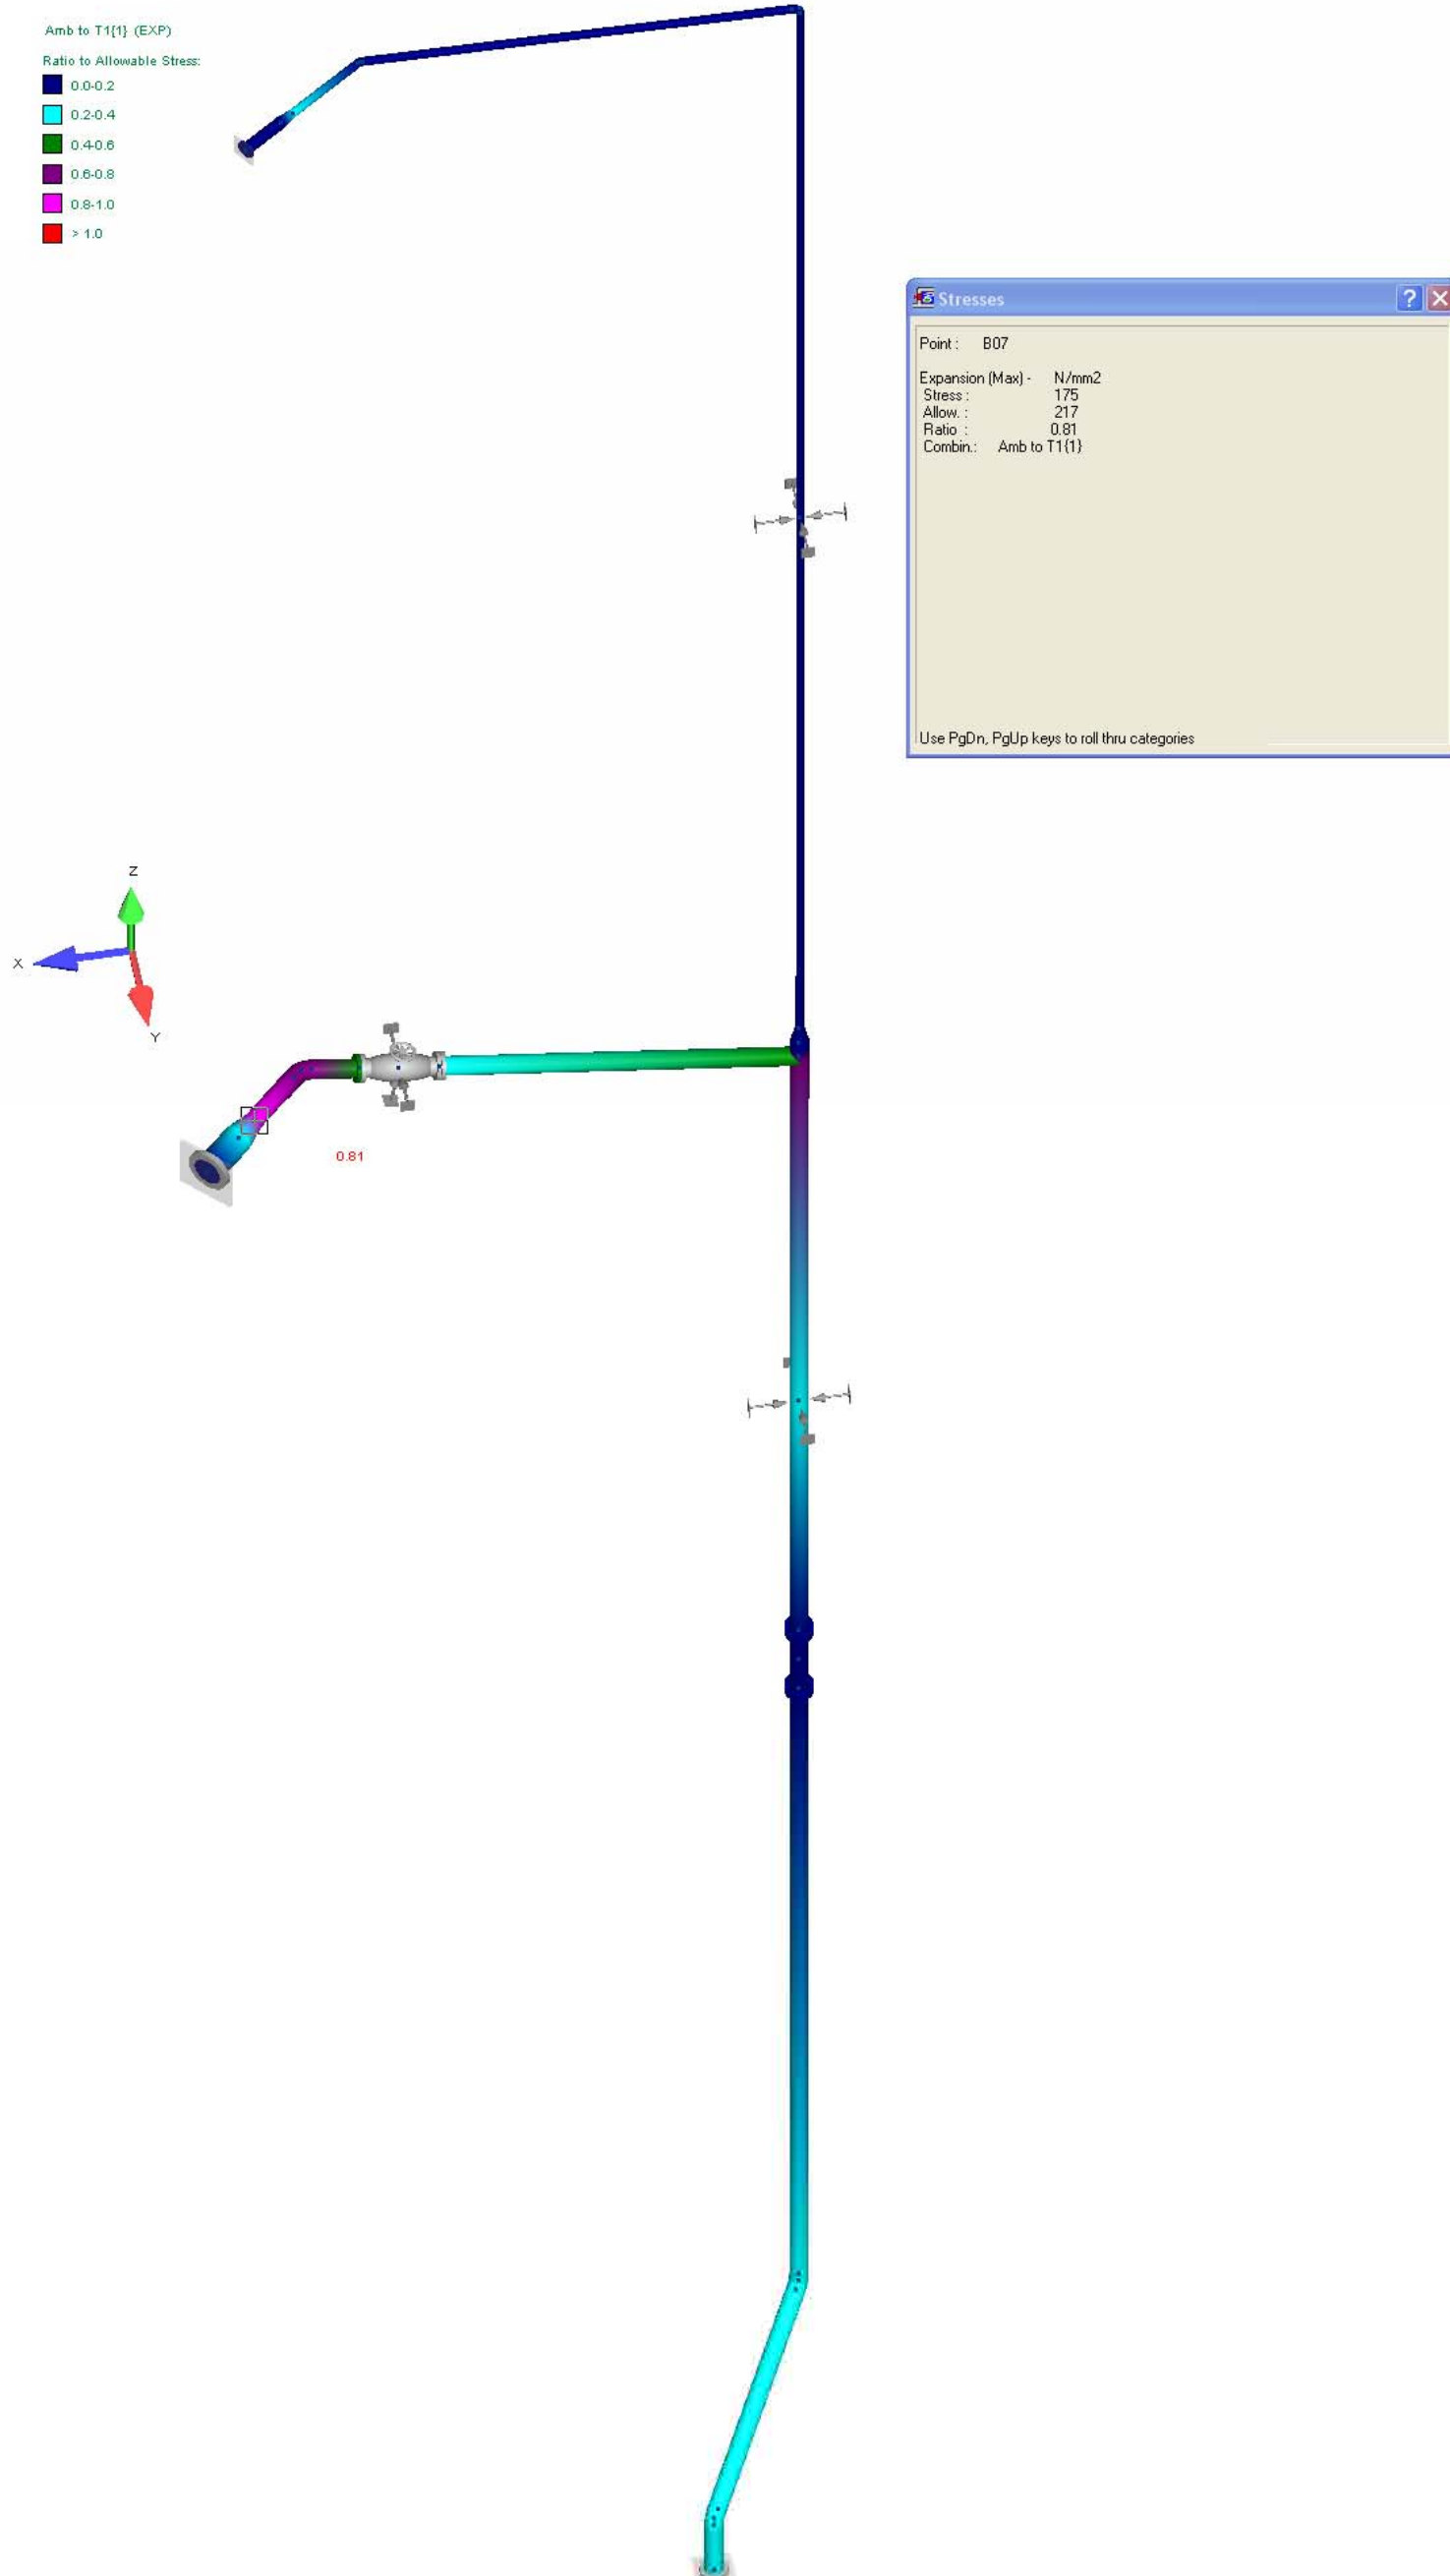 Amb to T1{1} (EXP)
Ratio to Allowable Stress:
0.0-0.2
0.2-0.4
0.4-0.6
0.6-0.8
0.8-1.0
> 1.0
Stresses
Point : B07
Expansion (Max) - N/mm2
Stress : 175
Allow. : 217
Ratio : 0.81
Combin.: Amb to T1{1}
Use PgDn, PgUp keys to roll thru categories
Z
X
Y
0.81